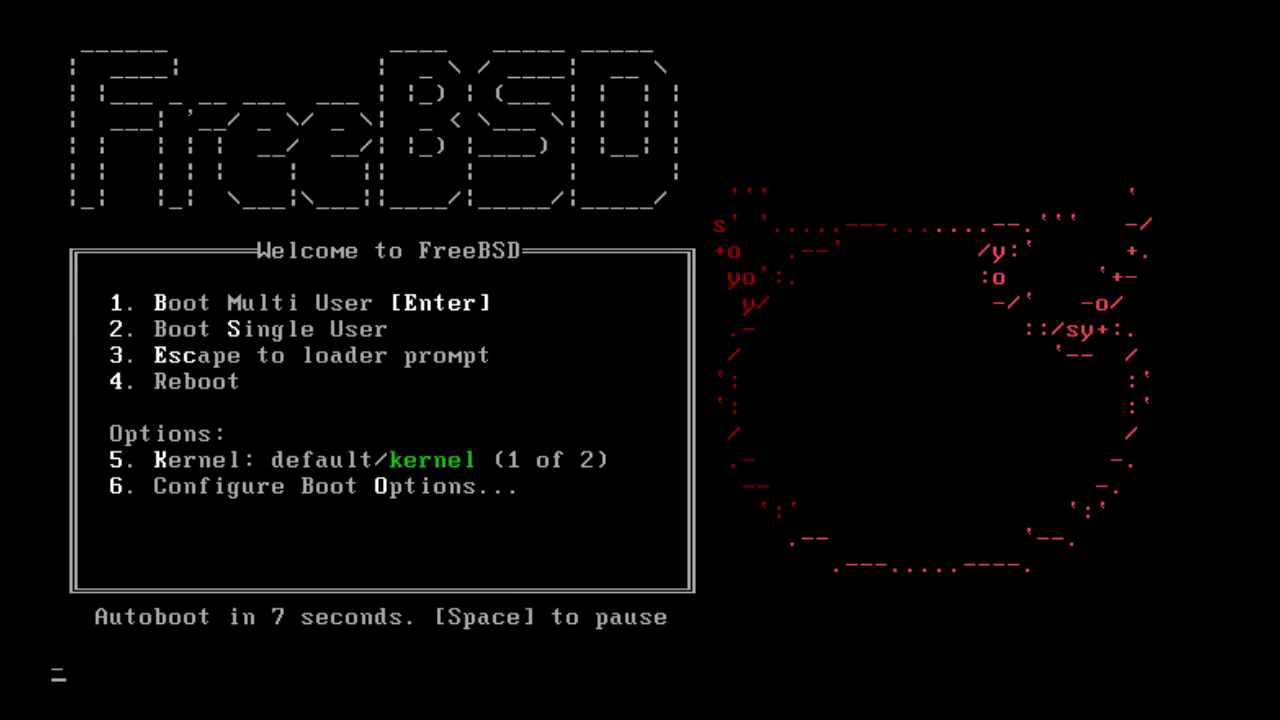 FreeBSD
Welcome to FreeBSD
1. Boot Multi User [Enter]
2. Boot Single User
3. Escape to loader prompt
4. Reboot
Options:
5. Kernel: default/kernel (1 of 2)
6. Configure Boot Options...
Autoboot in 7 seconds. [Space] to pause